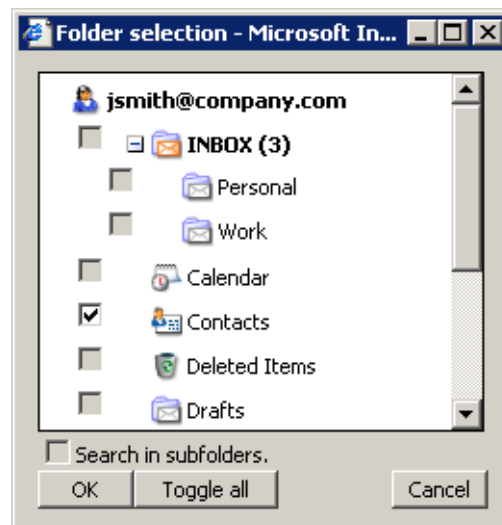 Folder selection - Microsoft In...
jsmith@company.com
INBOX (3)
Personal
Work
Calendar
Contacts
Deleted Items
Drafts
Search in subfolders.
OK Toggle all Cancel